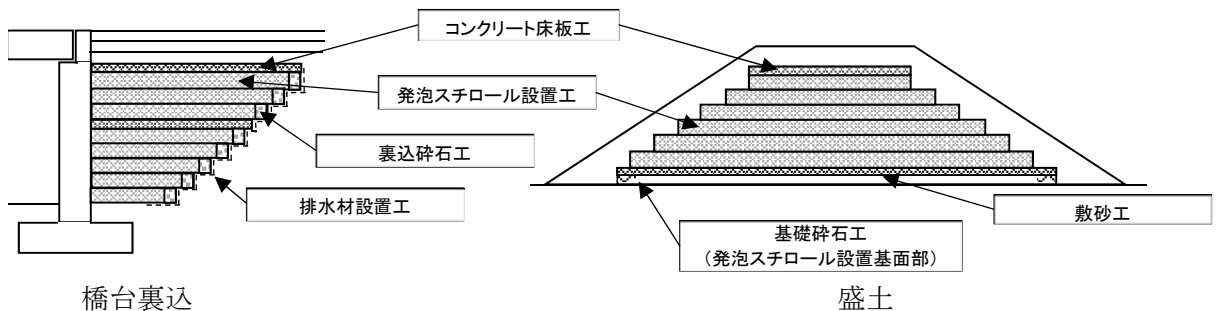 コンクリート床板工
発泡スチロール設置工
裏込砕石工
排水材設置工
敷砂工
基礎砕石工
（発泡スチロール設置基面部）
橋台裏込
盛土